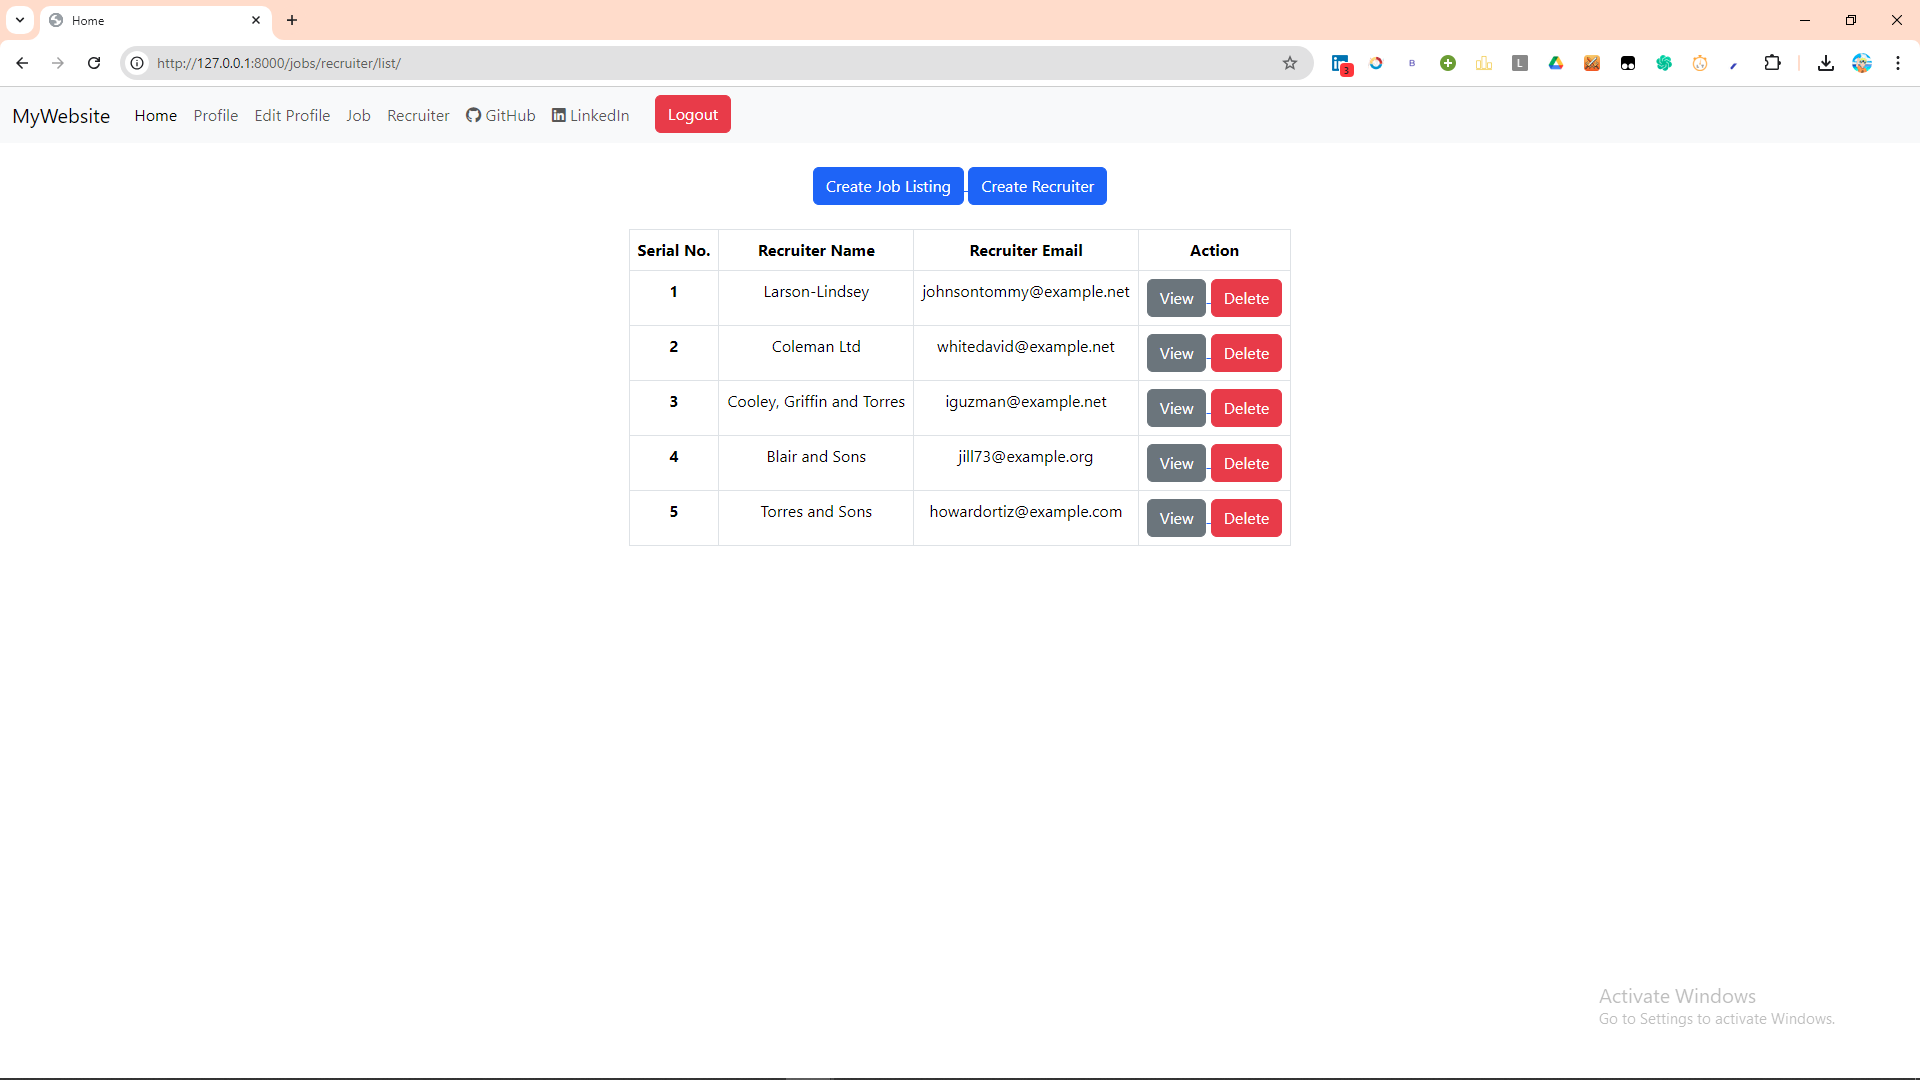 Home
http://127.0.0.1:8000/jobs/recruiter/list/
3
B
L
MyWebsite Home Profile Edit Profile Job Recruiter GitHub LinkedIn Logout
Create Job Listing Create Recruiter
Serial No. Recruiter Name Recruiter Email Action
1 Larson-Lindsey johnsontommy@example.net View Delete
2 Coleman Ltd whitedavid@example.net View Delete
3 Cooley, Griffin and Torres iguzman@example.net View Delete
4 Blair and Sons jill73@example.org View Delete
5 Torres and Sons howardortiz@example.com View Delete
Activate Windows
Go to Settings to activate Windows.